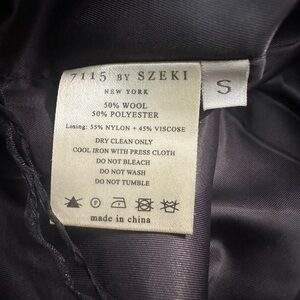 7115 BY SZEKI
S
NEW YORK
50% WOOL
50% POLYESTER
Losing: 55% NYLON + 45% VISCOSE
DRY CLEAN ONLY
COOL IRON WITH PRESS CLOTH
DO NOT BLEACH
DO NOT WASH
DO NOT TUMBLE
P
made in china